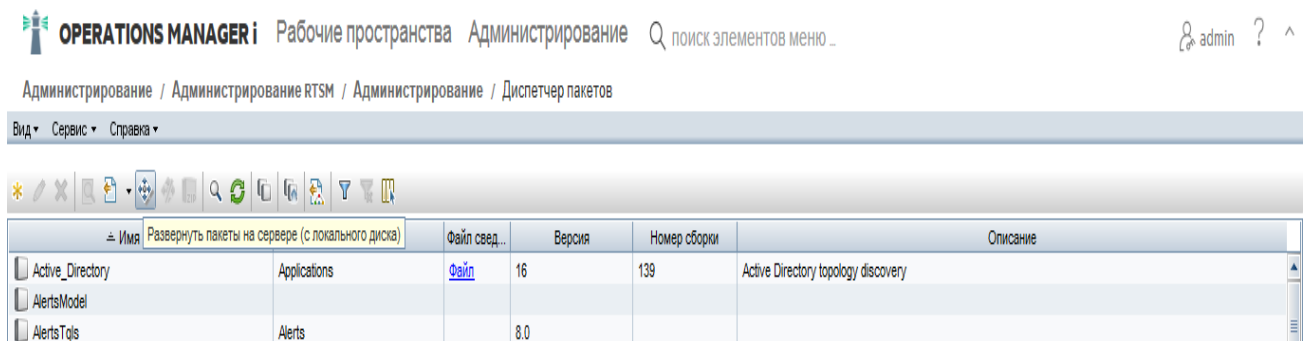 OPERATIONS MANAGER i Рабочие пространства Администрирование поиск элементов меню ... admin ?
Администрирование / Администрирование RTSM / Администрирование / Диспетчер пакетов
Вид Сервис Справка
Развернуть пакеты на сервере (с локального диска)
Имя Файл свед... Версия Номер сборки Описание
Active_Directory Applications Файл 16 139 Active Directory topology discovery
AlertsModel
AlertsTqls Alerts 8.0